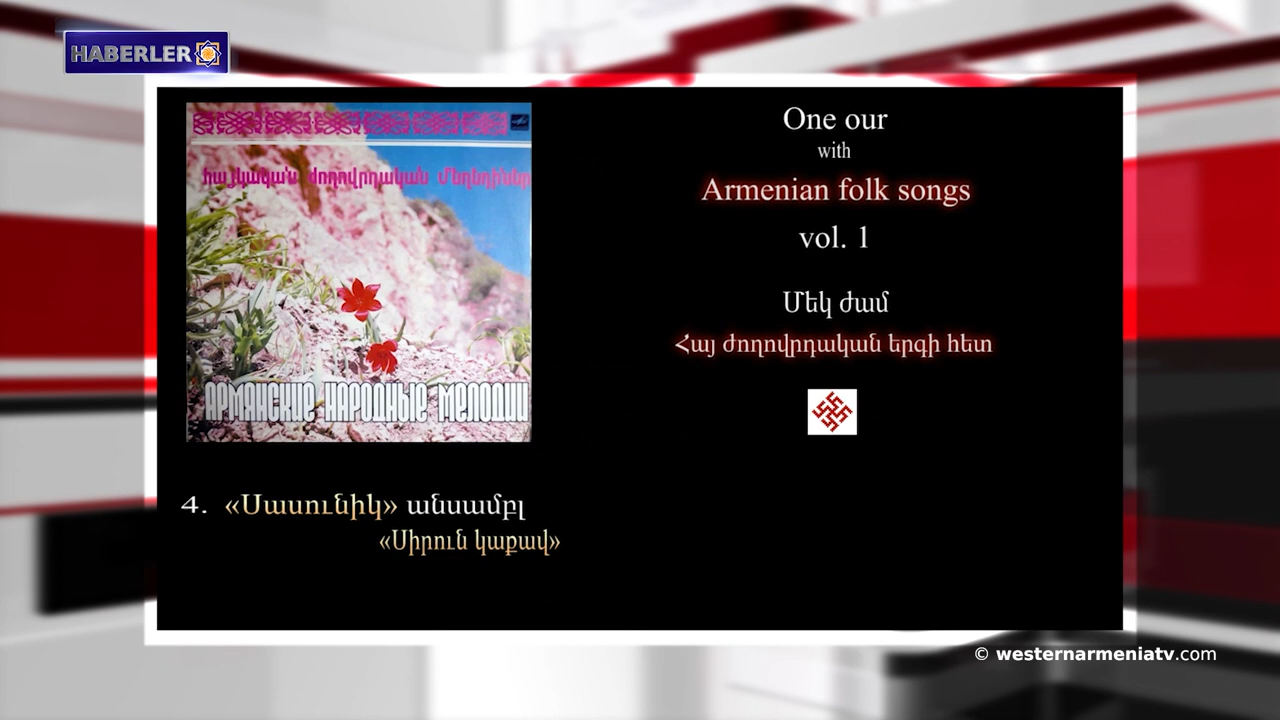 HABERLER
հայկական ժողովրդական մեղեդիներ
АРМЯНСКИЕ НАРОДНЫЕ МЕЛОДИИ
One our
with
Armenian folk songs
vol. 1
Մեկ ժամ
Հայ ժողովրդական երգի հետ
4. «Սասունիկ» անսամբլ
«Սիրուն կաքավ»
© westernarmeniatv.com